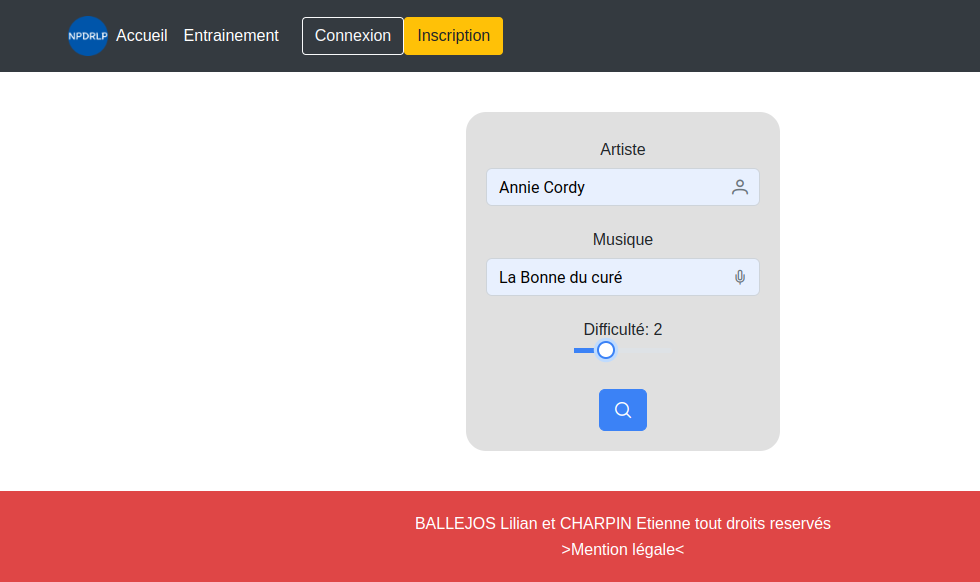 NPDRLP Accueil Entrainement Connexion Inscription
Artiste
Annie Cordy
Musique
La Bonne du curé
Difficulté: 2
BALLEJOS Lilian et CHARPIN Etienne tout droits reservés
>Mention légale<